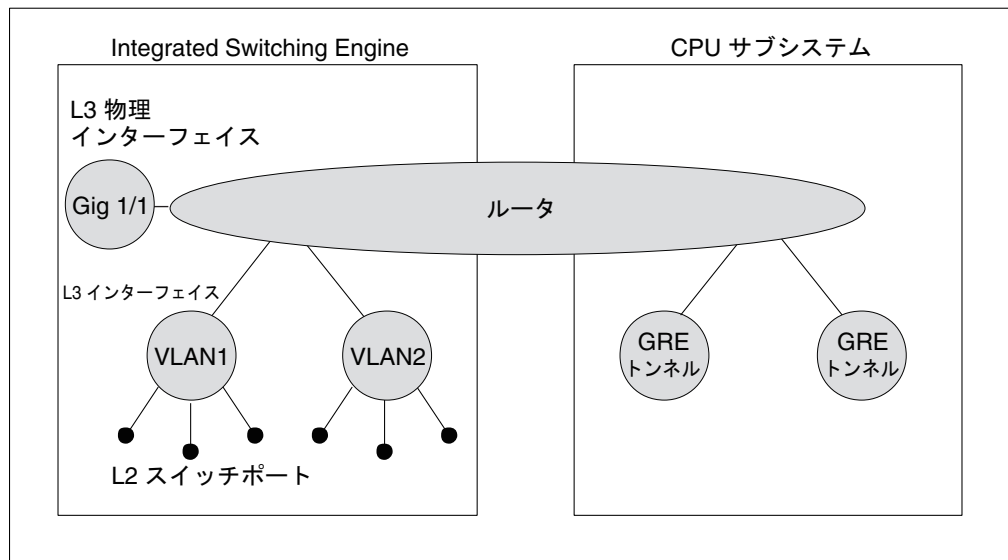 Integrated Switching Engine
CPU サブシステム
L3 物理
インターフェイス
Gig 1/1
ルータ
L3 インターフェイス
VLAN1
VLAN2
GRE
トンネル
GRE
トンネル
L2 スイッチポート